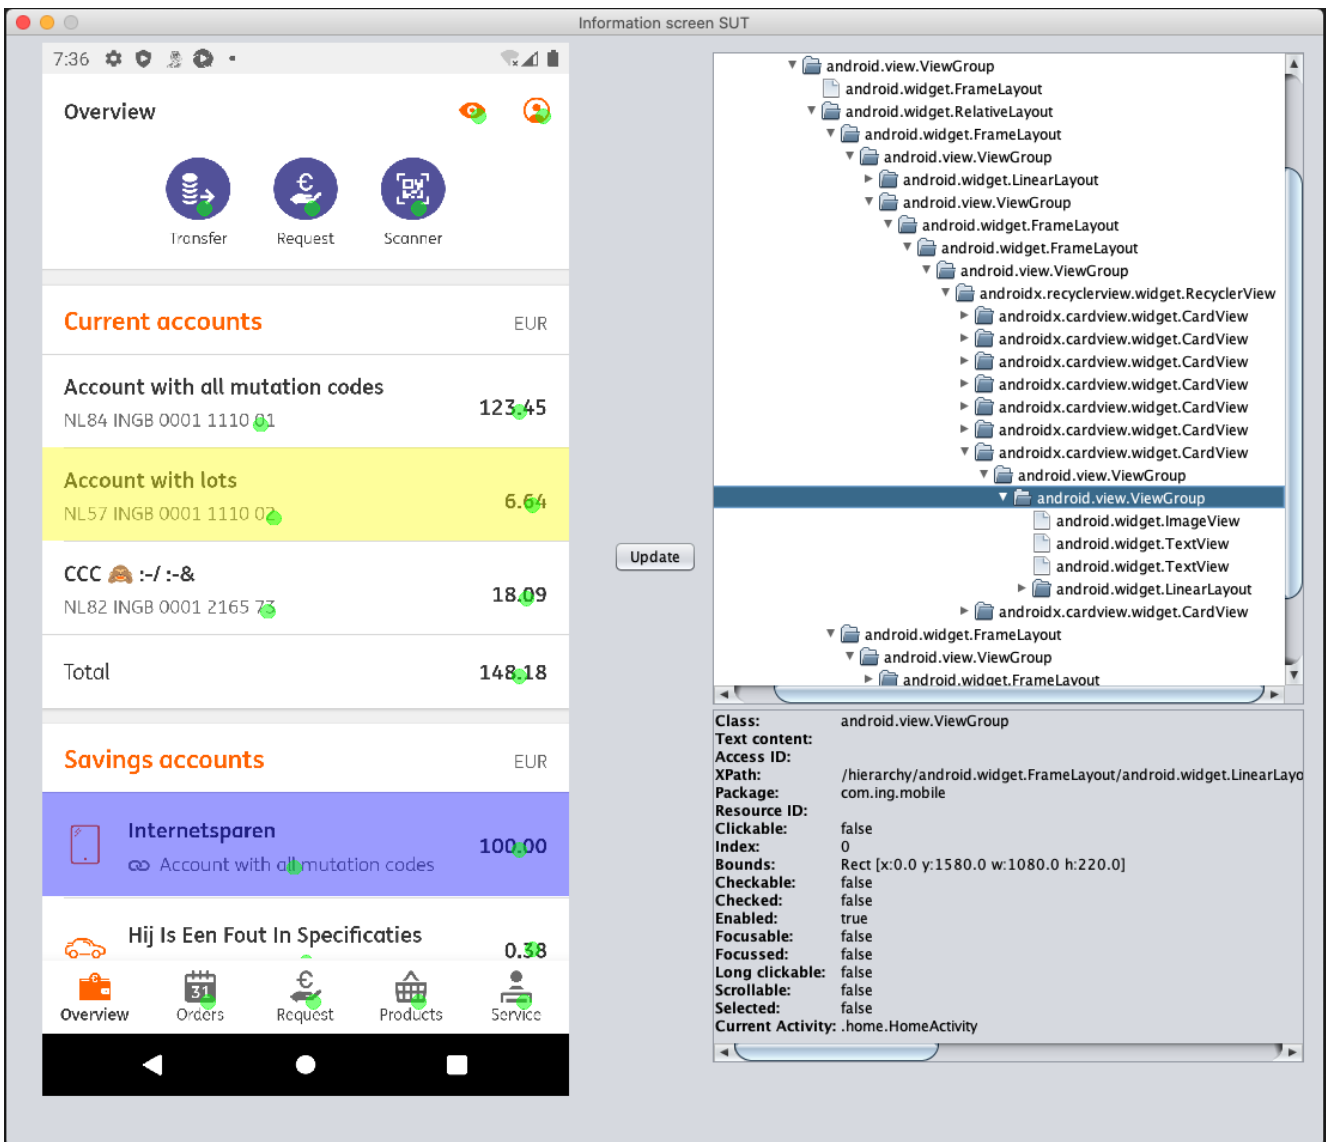 Information screen SUT
7:36
Overview
Transfer
Request
Scanner
Current accounts
EUR
Account with all mutation codes
NL84 INGB 0001 1110 01
123.45
Account with lots
NL57 INGB 0001 1110 02
6.64
CCC 🙈 :-/ :-&
NL82 INGB 0001 2165 73
18.09
Total
148.18
Savings accounts
EUR
Internetsparen
Account with all mutation codes
100.00
Hij Is Een Fout In Specificaties
0.38
31
Overview
Orders
Request
Products
Service
Update
android.view.ViewGroup
android.widget.FrameLayout
android.widget.RelativeLayout
android.widget.FrameLayout
android.view.ViewGroup
android.widget.LinearLayout
android.view.ViewGroup
android.widget.FrameLayout
android.widget.FrameLayout
android.view.ViewGroup
androidx.recyclerview.widget.RecyclerView
androidx.cardview.widget.CardView
androidx.cardview.widget.CardView
androidx.cardview.widget.CardView
androidx.cardview.widget.CardView
androidx.cardview.widget.CardView
androidx.cardview.widget.CardView
androidx.cardview.widget.CardView
android.view.ViewGroup
android.view.ViewGroup
android.widget.ImageView
android.widget.TextView
android.widget.TextView
android.widget.LinearLayout
androidx.cardview.widget.CardView
android.widget.FrameLayout
android.view.ViewGroup
android.widget.FrameLayout
Class: android.view.ViewGroup
Text content:
Access ID:
XPath: /hierarchy/android.widget.FrameLayout/android.widget.LinearLayo
Package: com.ing.mobile
Resource ID:
Clickable: false
Index: 0
Bounds: Rect [x:0.0 y:1580.0 w:1080.0 h:220.0]
Checkable: false
Checked: false
Enabled: true
Focusable: false
Focussed: false
Long clickable: false
Scrollable: false
Selected: false
Current Activity: .home.HomeActivity